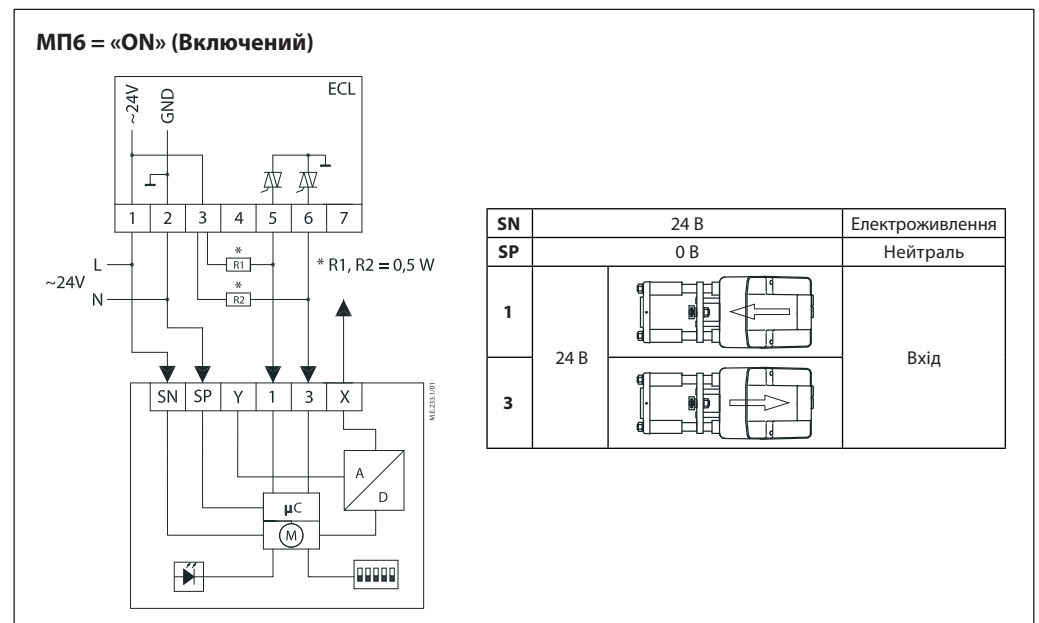 МП6 = «ON» (Включений)
ECL
~24V
GND
1 2 3 4 5 6 7
L
~24V
N
*
R1
*
R2
* R1, R2 = 0,5 W
SN SP Y 1 3 X
M.E.233.1/01
A
D
µC
M
SN 24 В Електроживлення
SP 0 В Нейтраль
1
24 В
Вхід
3